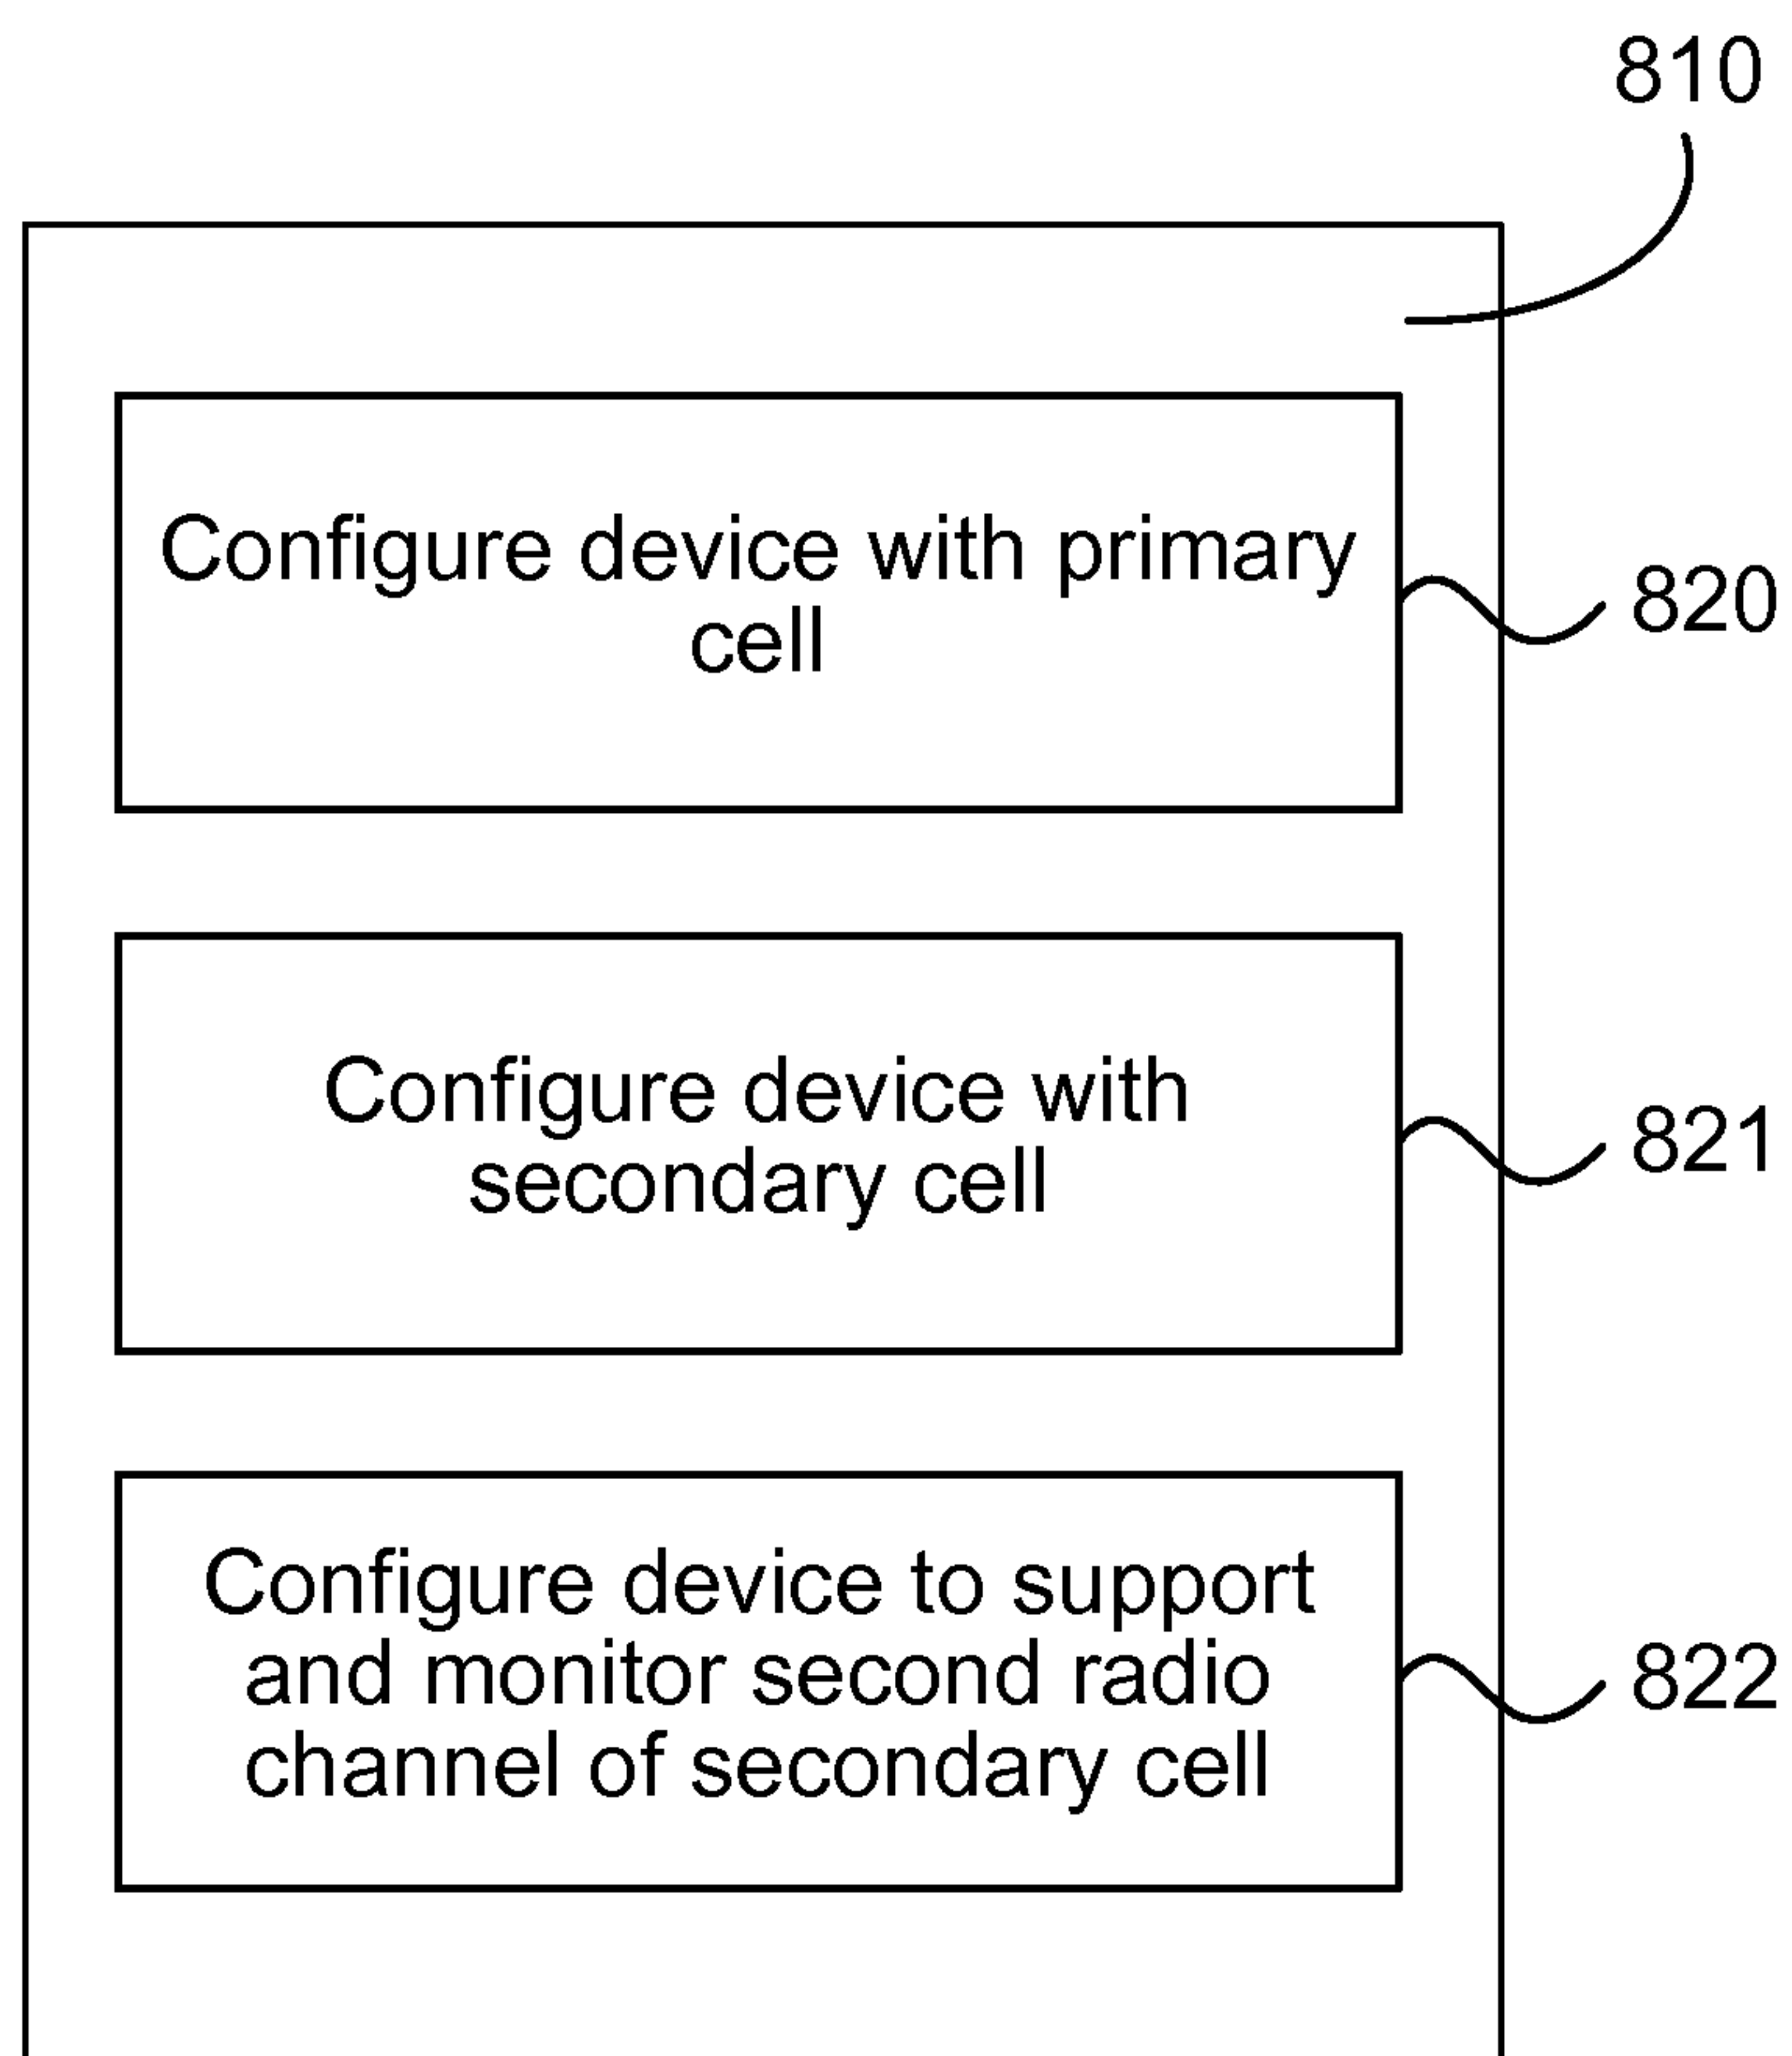 810
Configure device with primary
cell
820
Configure device with
secondary cell
821
Configure device to support
and monitor second radio
channel of secondary cell
822